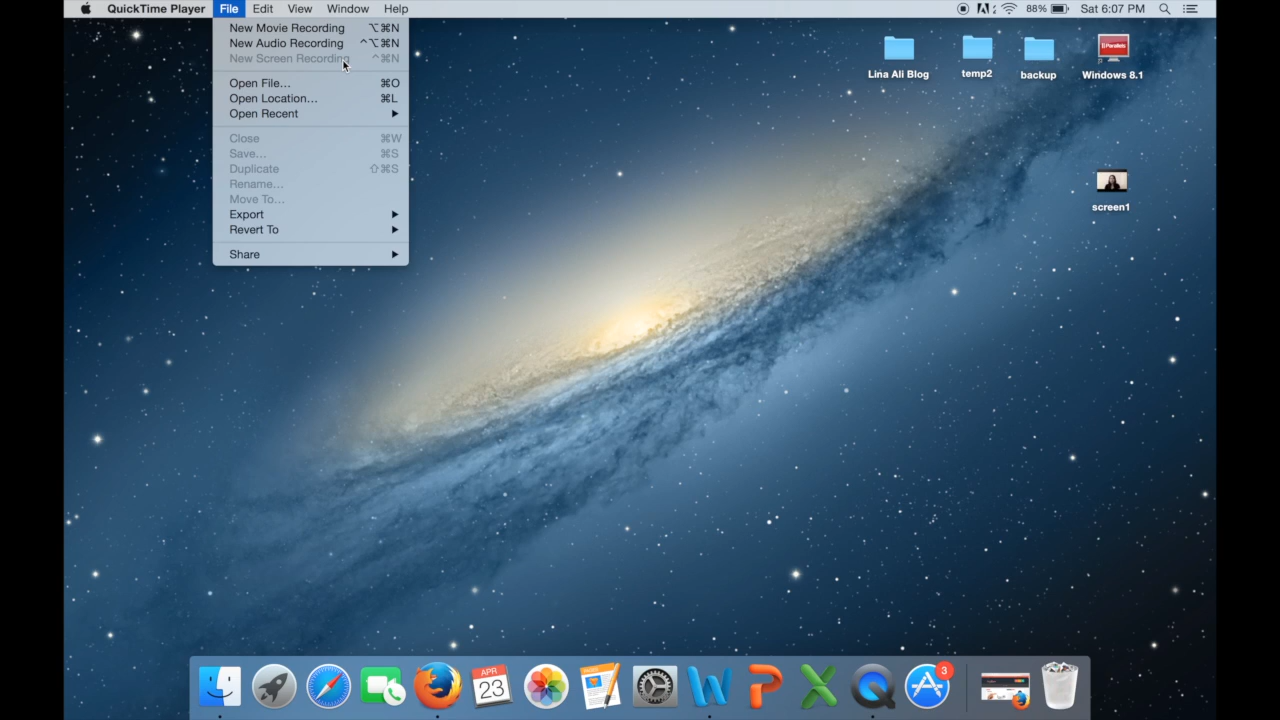 QuickTime Player File Edit View Window Help 88% Sat 6:07 PM
New Movie Recording ⌥⌘N
New Audio Recording ^⌥⌘N
New Screen Recording ^⌘N
Open File... ⌘O
Open Location... ⌘L
Open Recent
Close ⌘W
Save... ⌘S
Duplicate ⇧⌘S
Rename...
Move To...
Export
Revert To
Share
Lina Ali Blog
temp2
backup
Parallels
Windows 8.1
screen1
APR
23
3